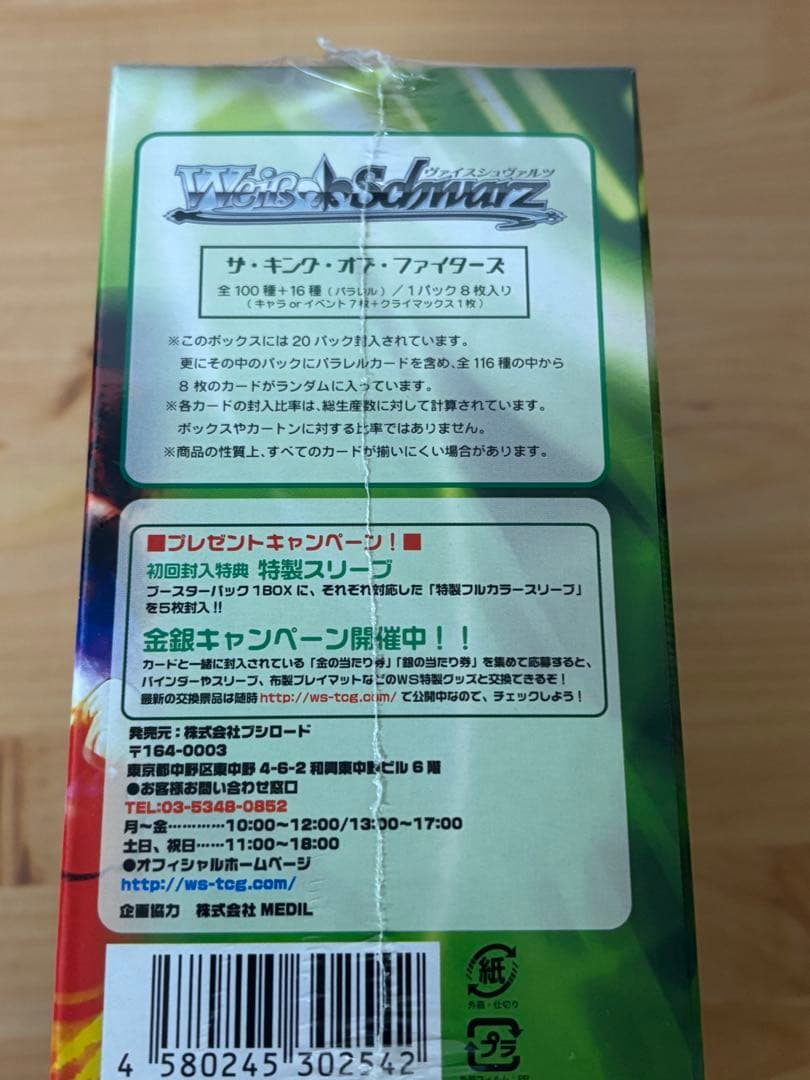 ヴァイスシュヴァルツ
Weiß Schwarz
ザ・キング・オブ・ファイターズ
全100種+16種(パラレル)/1パック8枚入り
(キャラorイベント7枚+クライマックス1枚)
※このボックスには20パック封入されています。
更にその中のパックにパラレルカードを含め、全116種の中から
8枚のカードがランダムに入っています。
※各カードの封入比率は、総生産数に対して計算されています。
ボックスやカートンに対する比率ではありません。
※商品の性質上、すべてのカードが揃いにくい場合があります。
■プレゼントキャンペーン!■
初回封入特典 特製スリーブ
ブースターパック1BOXに、それぞれ対応した「特製フルカラースリーブ」
を5枚封入!!
金銀キャンペーン開催中!!
カードと一緒に封入されている「金の当たり券」「銀の当たり券」を集めて応募すると、
バインダーやスリーブ、布製プレイマットなどのWS特製グッズと交換できるぞ!
最新の交換景品は随時http://ws-tcg.com/で公開中なので、チェックしよう!
発売元:株式会社ブシロード
〒164-0003
東京都中野区東中野4-6-2和興東中野ビル6階
●お客様お問い合わせ窓口
TEL:03-5348-0852
月~金…………10:00~12:00/13:00~17:00
土日、祝日……11:00~18:00
●オフィシャルホームページ
http://ws-tcg.com/
企画協力 株式会社MEDIL
紙
外箱・仕切り
プラ
4 580245 302542